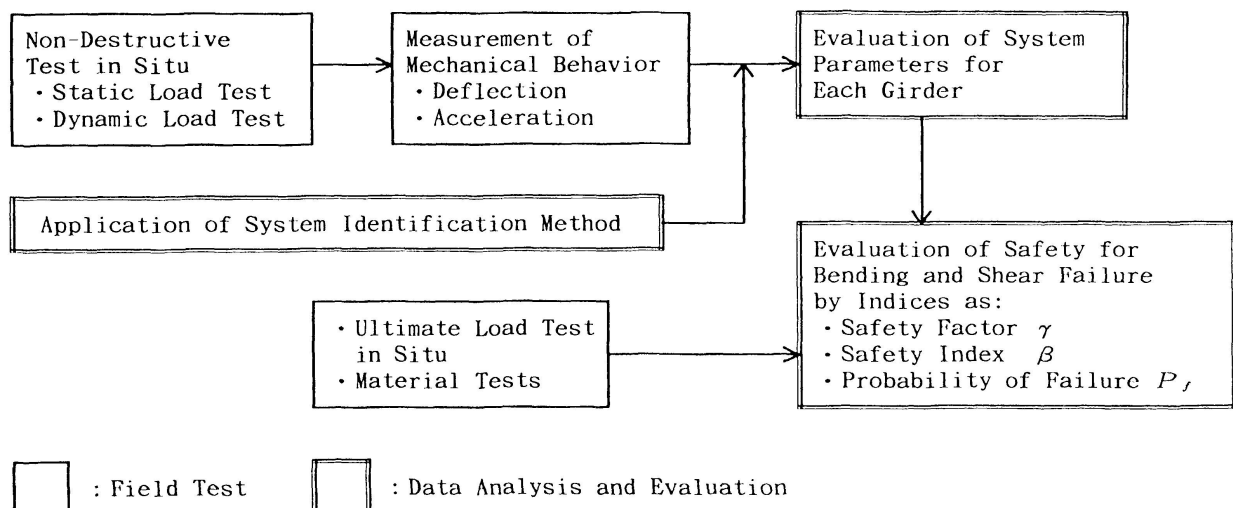 Non-Destructive
Test in Situ
・Static Load Test
・Dynamic Load Test
Measurement of
Mechanical Behavior
・Deflection
・Acceleration
Evaluation of System
Parameters for
Each Girder
Application of System Identification Method
Evaluation of Safety for
Bending and Shear Failure
by Indices as:
・Safety Factor γ
・Safety Index β
・Probability of Failure P_f
・Ultimate Load Test
in Situ
・Material Tests
: Field Test
: Data Analysis and Evaluation